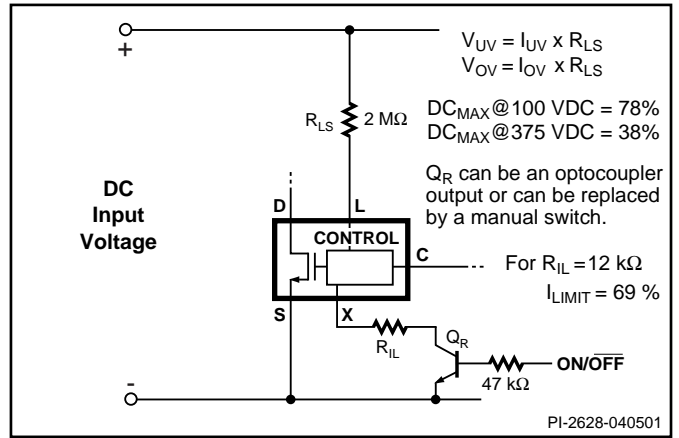 +
V_UV = I_UV x R_LS
V_OV = I_OV x R_LS
R_LS 2 MΩ
DC_MAX@100 VDC = 78%
DC_MAX@375 VDC = 38%
Q_R can be an optocoupler
output or can be replaced
by a manual switch.
DC
Input
Voltage
D L
CONTROL
C
For R_IL = 12 kΩ
I_LIMIT = 69 %
S X
R_IL
Q_R
47 kΩ
ON/O̅F̅F̅
-
PI-2628-040501